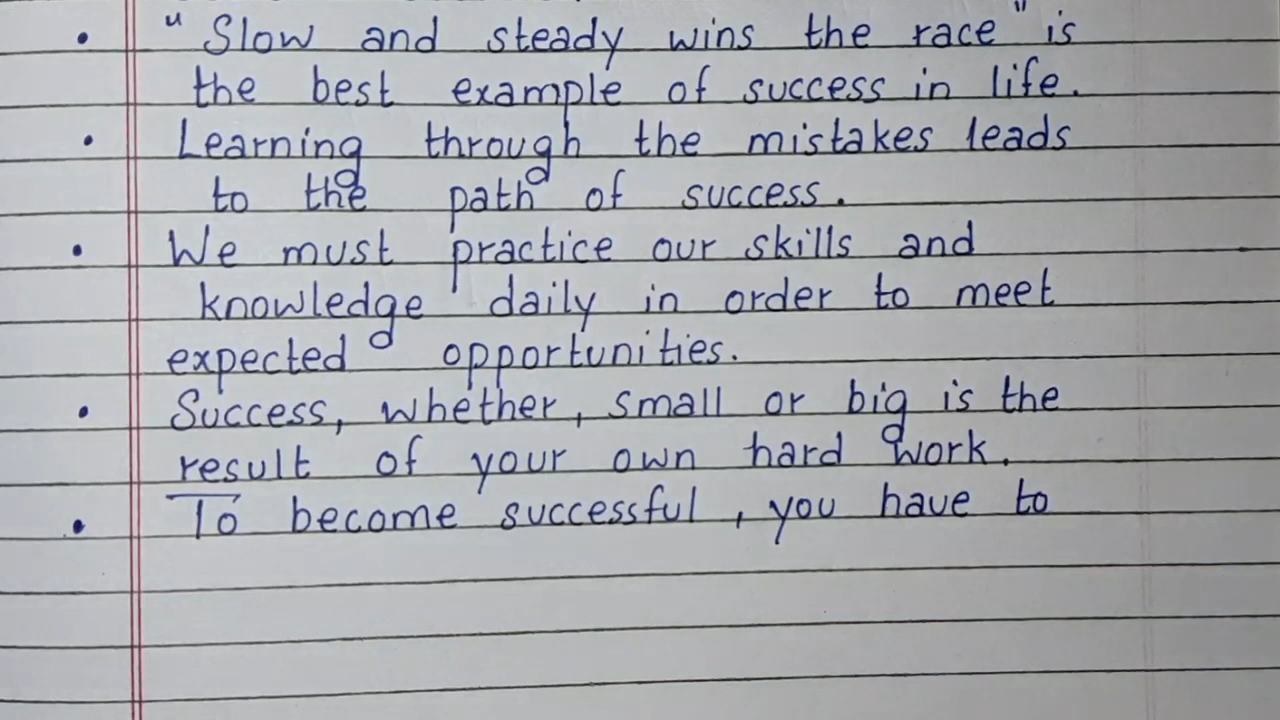 • "Slow and steady wins the race" is
the best example of success in life.
• Learning through the mistakes leads
to the path of success.
• We must practice our skills and
knowledge daily in order to meet
expected opportunities.
• Success, whether, small or big is the
result of your own hard work.
• To become successful, you have to